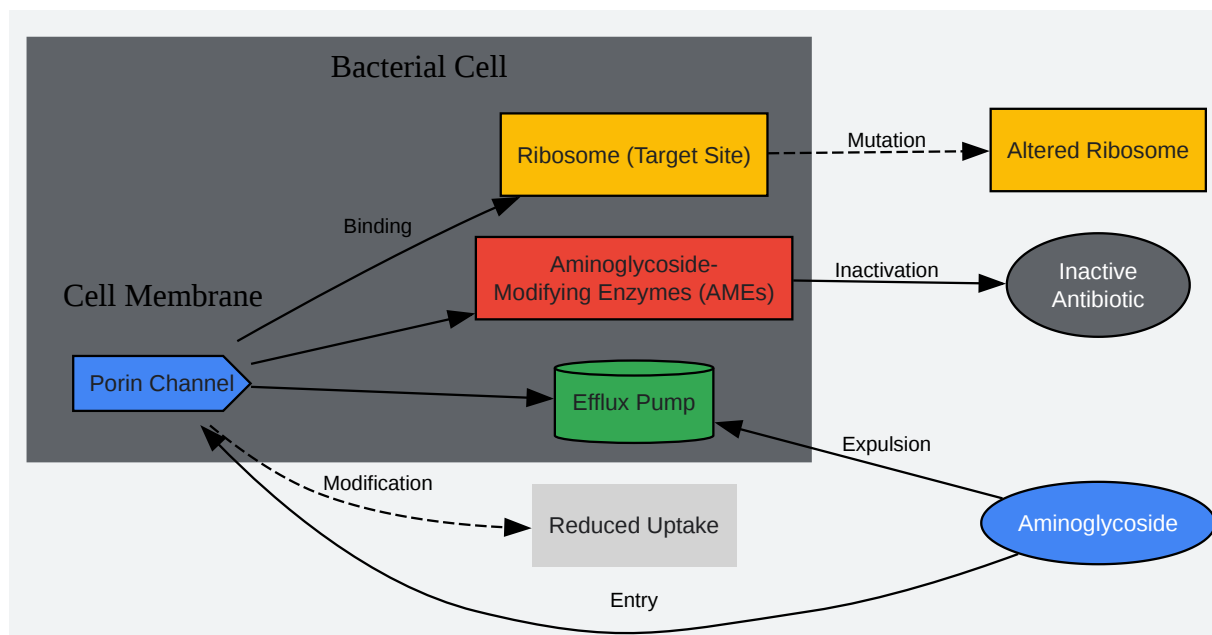 Bacterial Cell
Ribosome (Target Site)
Mutation
Altered Ribosome
Binding
Aminoglycoside-
Modifying Enzymes (AMEs)
Inactivation
Inactive
Antibiotic
Cell Membrane
Porin Channel
Efflux Pump
Expulsion
Modification
Reduced Uptake
Aminoglycoside
Entry